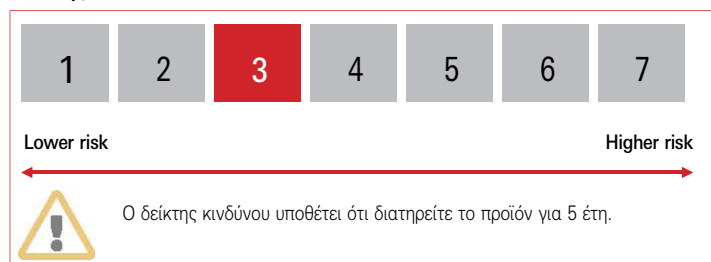 1 2 3 4 5 6 7
Lower risk Higher risk
Ο δείκτης κινδύνου υποθέτει ότι διατηρείτε το προϊόν για 5 έτη.